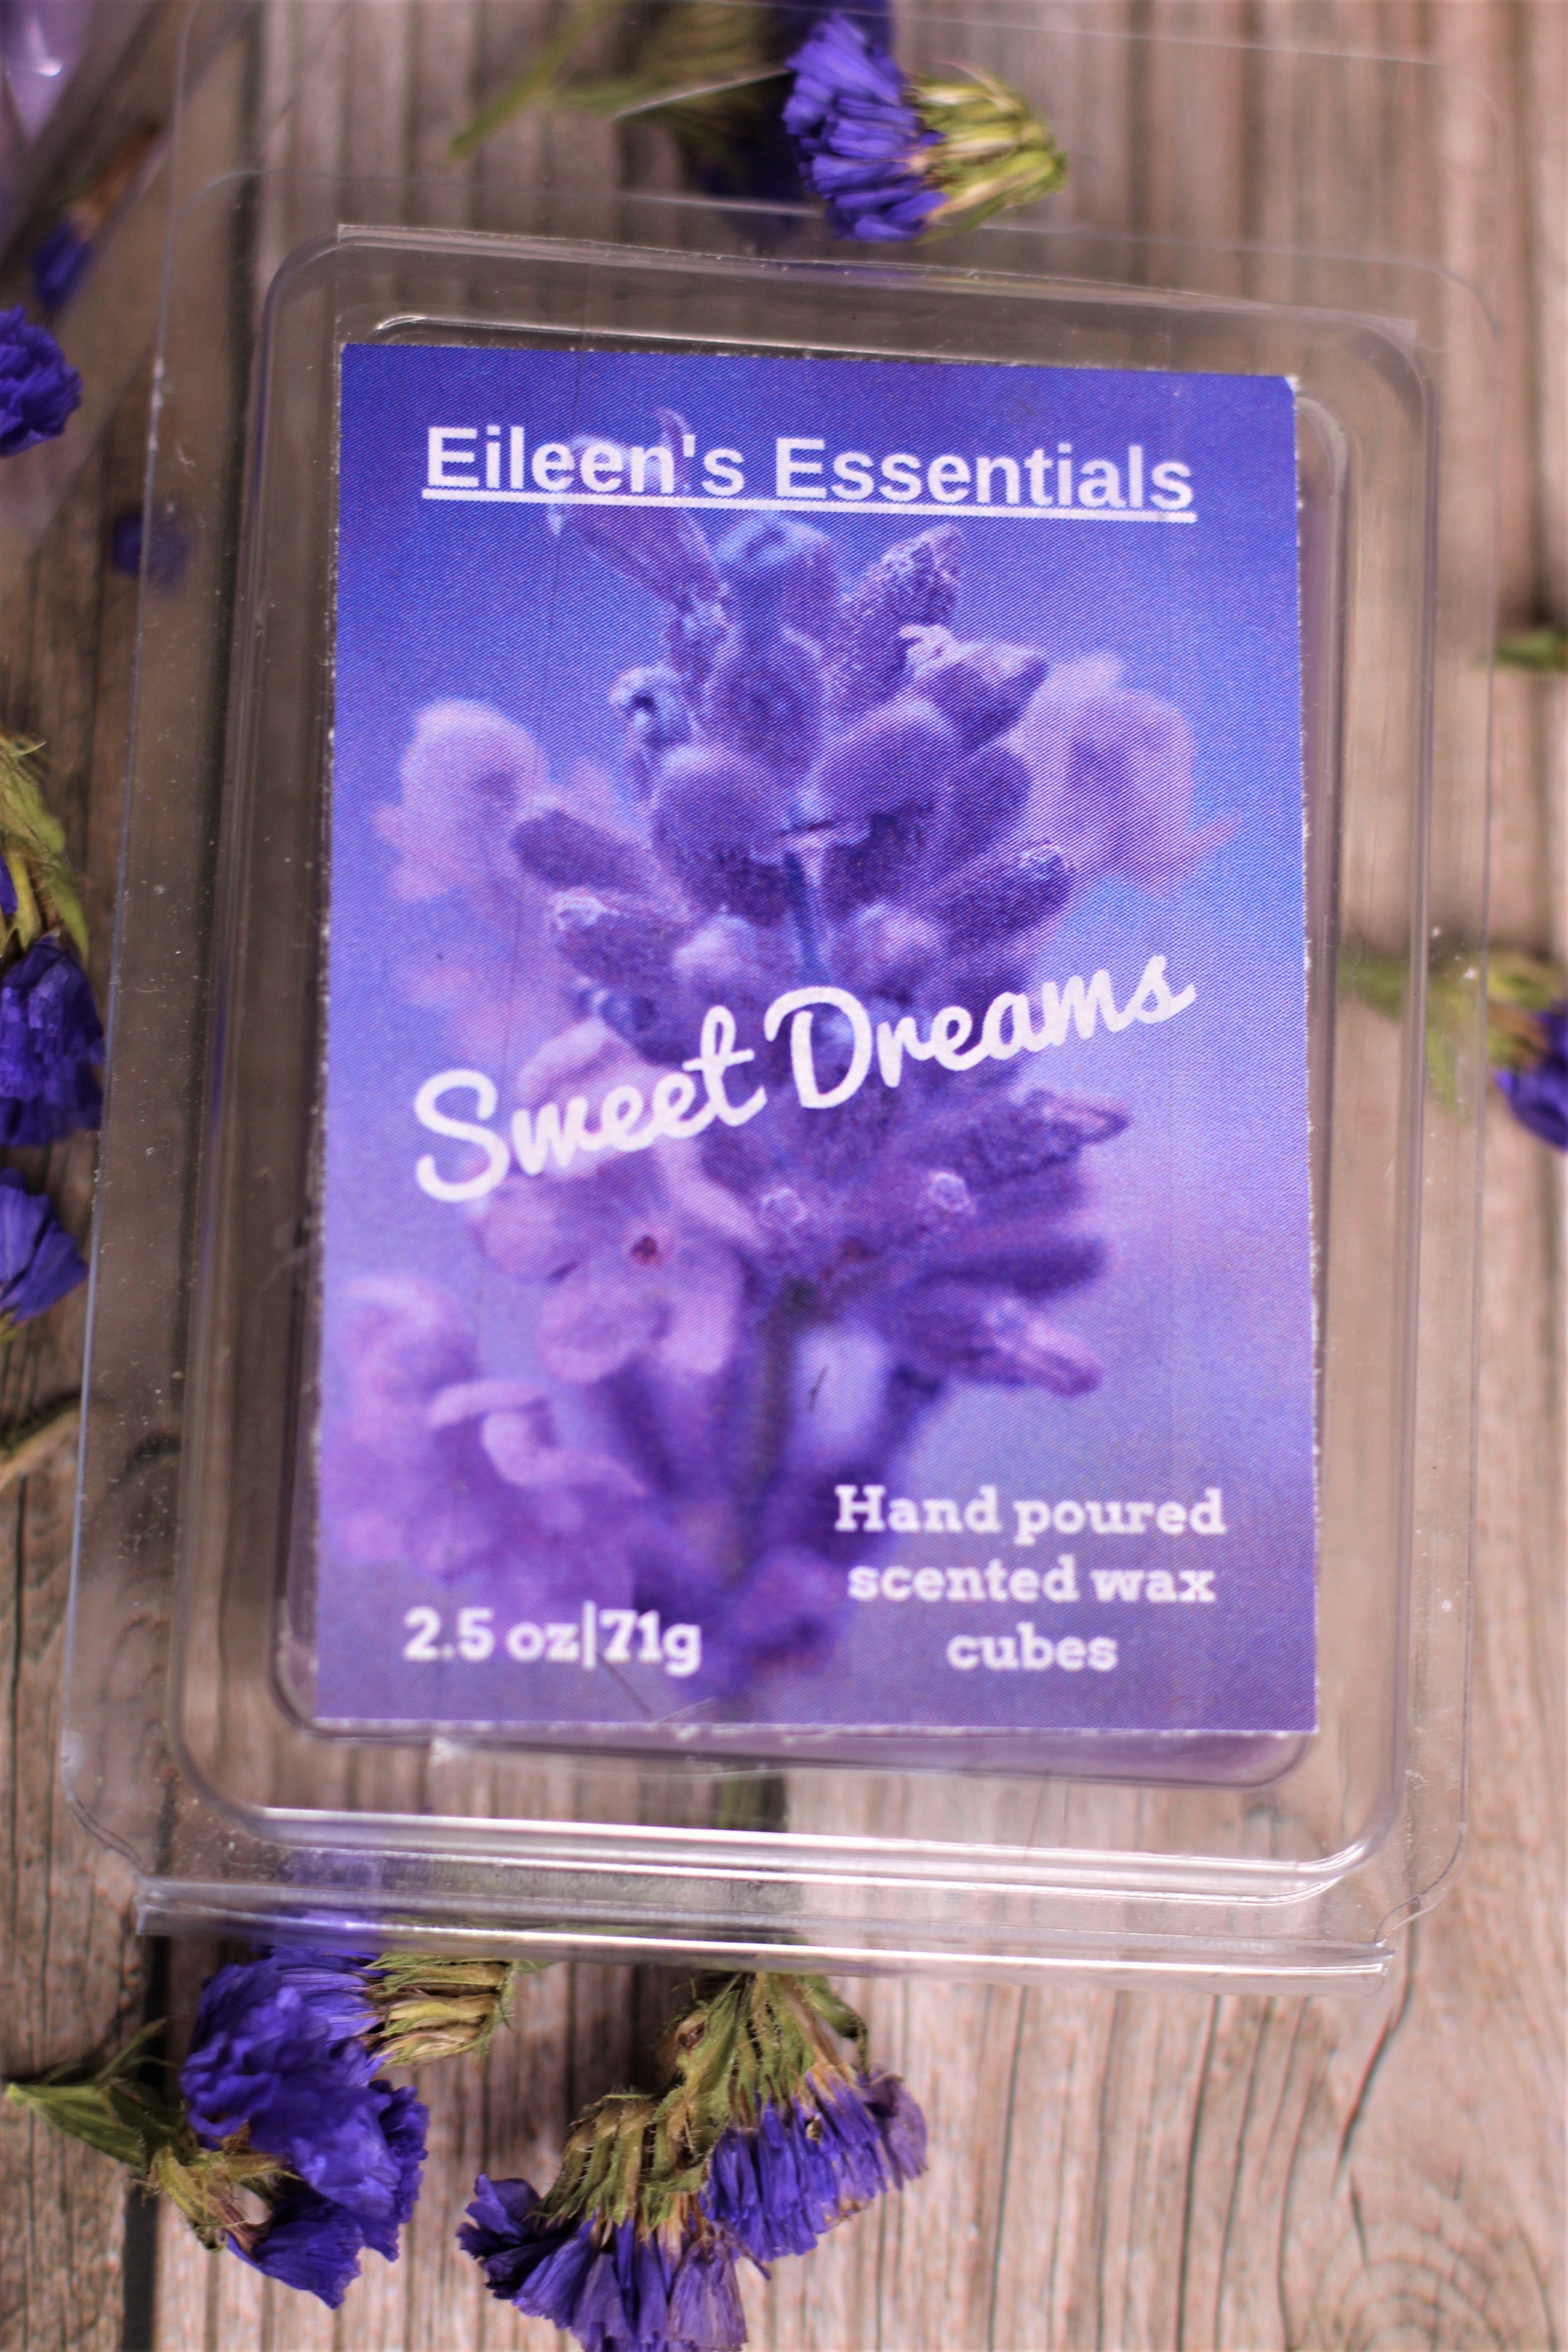 Eileen's Essentials
Sweet Dreams
Hand poured
scented wax
cubes
2.5 oz|71g